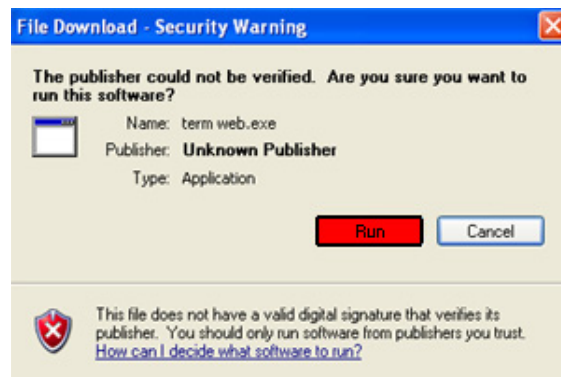 File Download - Security Warning
The publisher could not be verified. Are you sure you want to
run this software?
Name: term web.exe
Publisher: Unknown Publisher
Type: Application
Run Cancel
This file does not have a valid digital signature that verifies its
publisher. You should only run software from publishers you trust.
How can I decide what software to run?